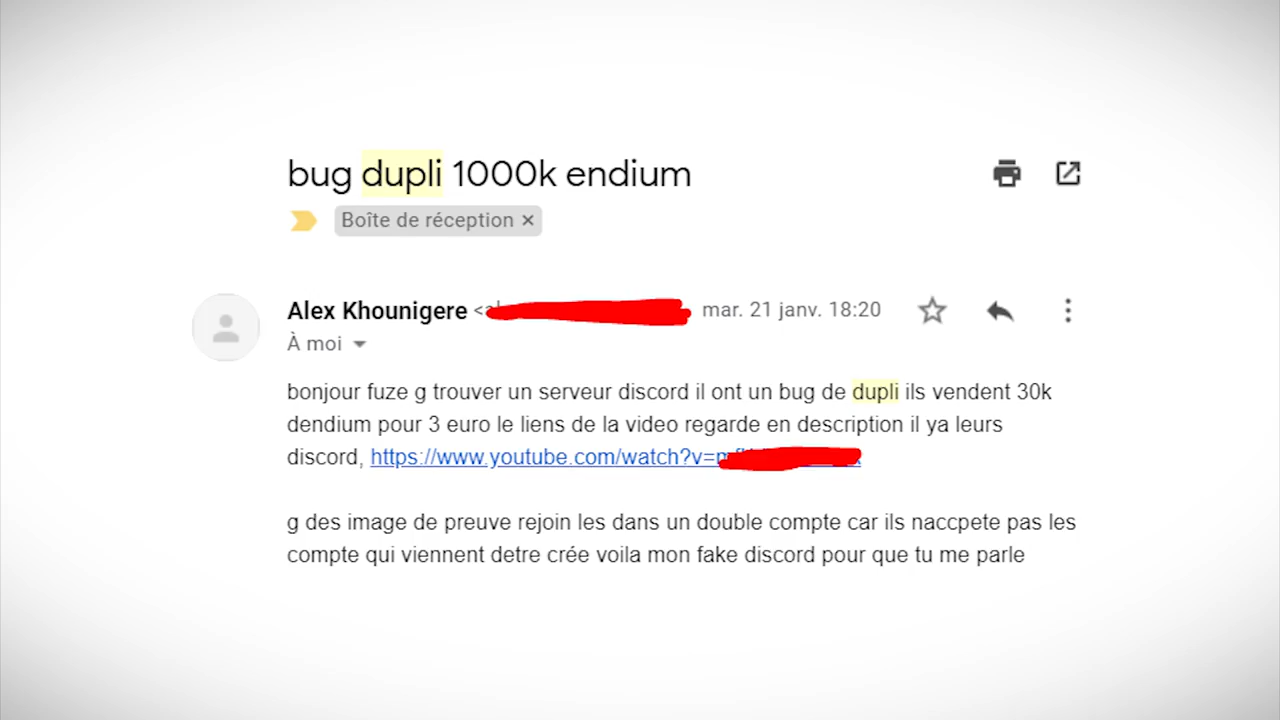 bug dupli 1000k endium
Boîte de réception ×
Alex Khounigere < mar. 21 janv. 18:20
À moi
bonjour fuze g trouver un serveur discord il ont un bug de dupli ils vendent 30k
dendium pour 3 euro le liens de la video regarde en description il ya leurs
discord, https://www.youtube.com/watch?v=
g des image de preuve rejoin les dans un double compte car ils naccpete pas les
compte qui viennent detre crée voila mon fake discord pour que tu me parle